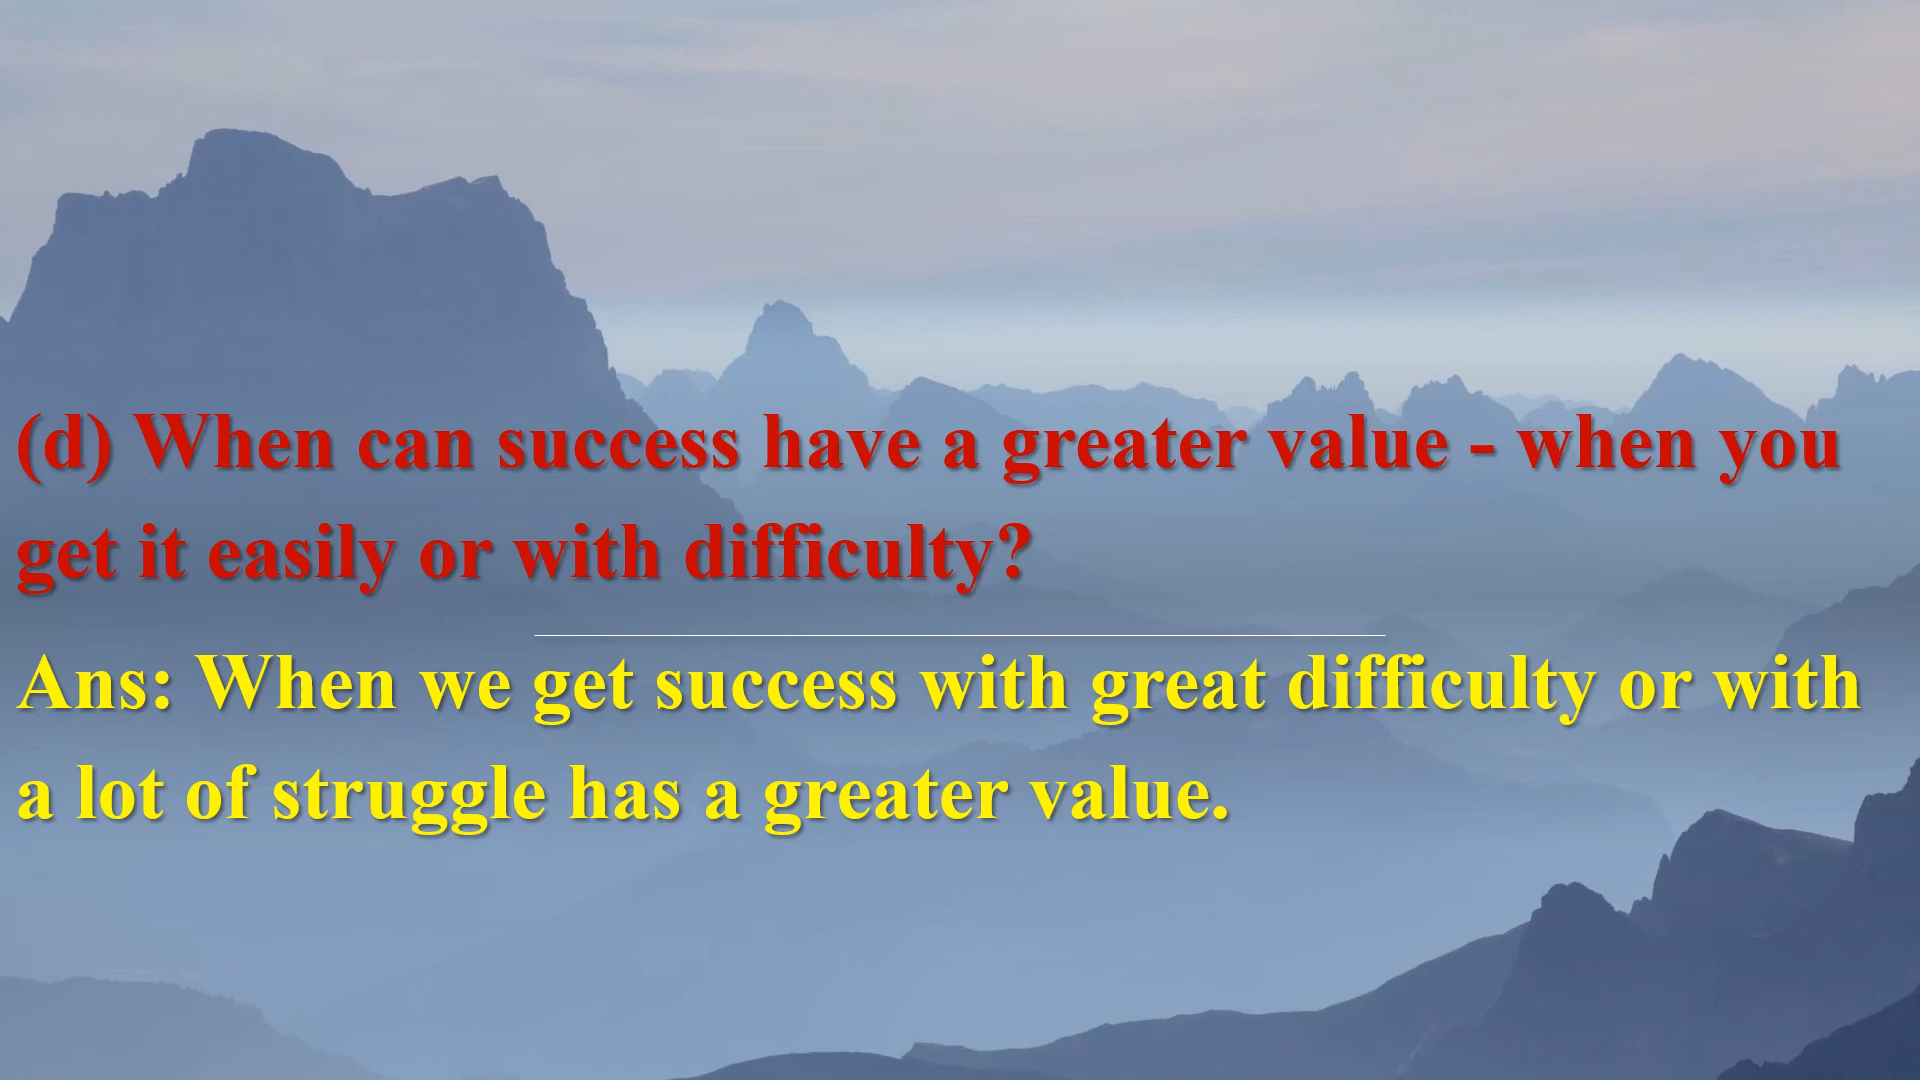 (d) When can success have a greater value - when you
get it easily or with difficulty?
Ans: When we get success with great difficulty or with
a lot of struggle has a greater value.